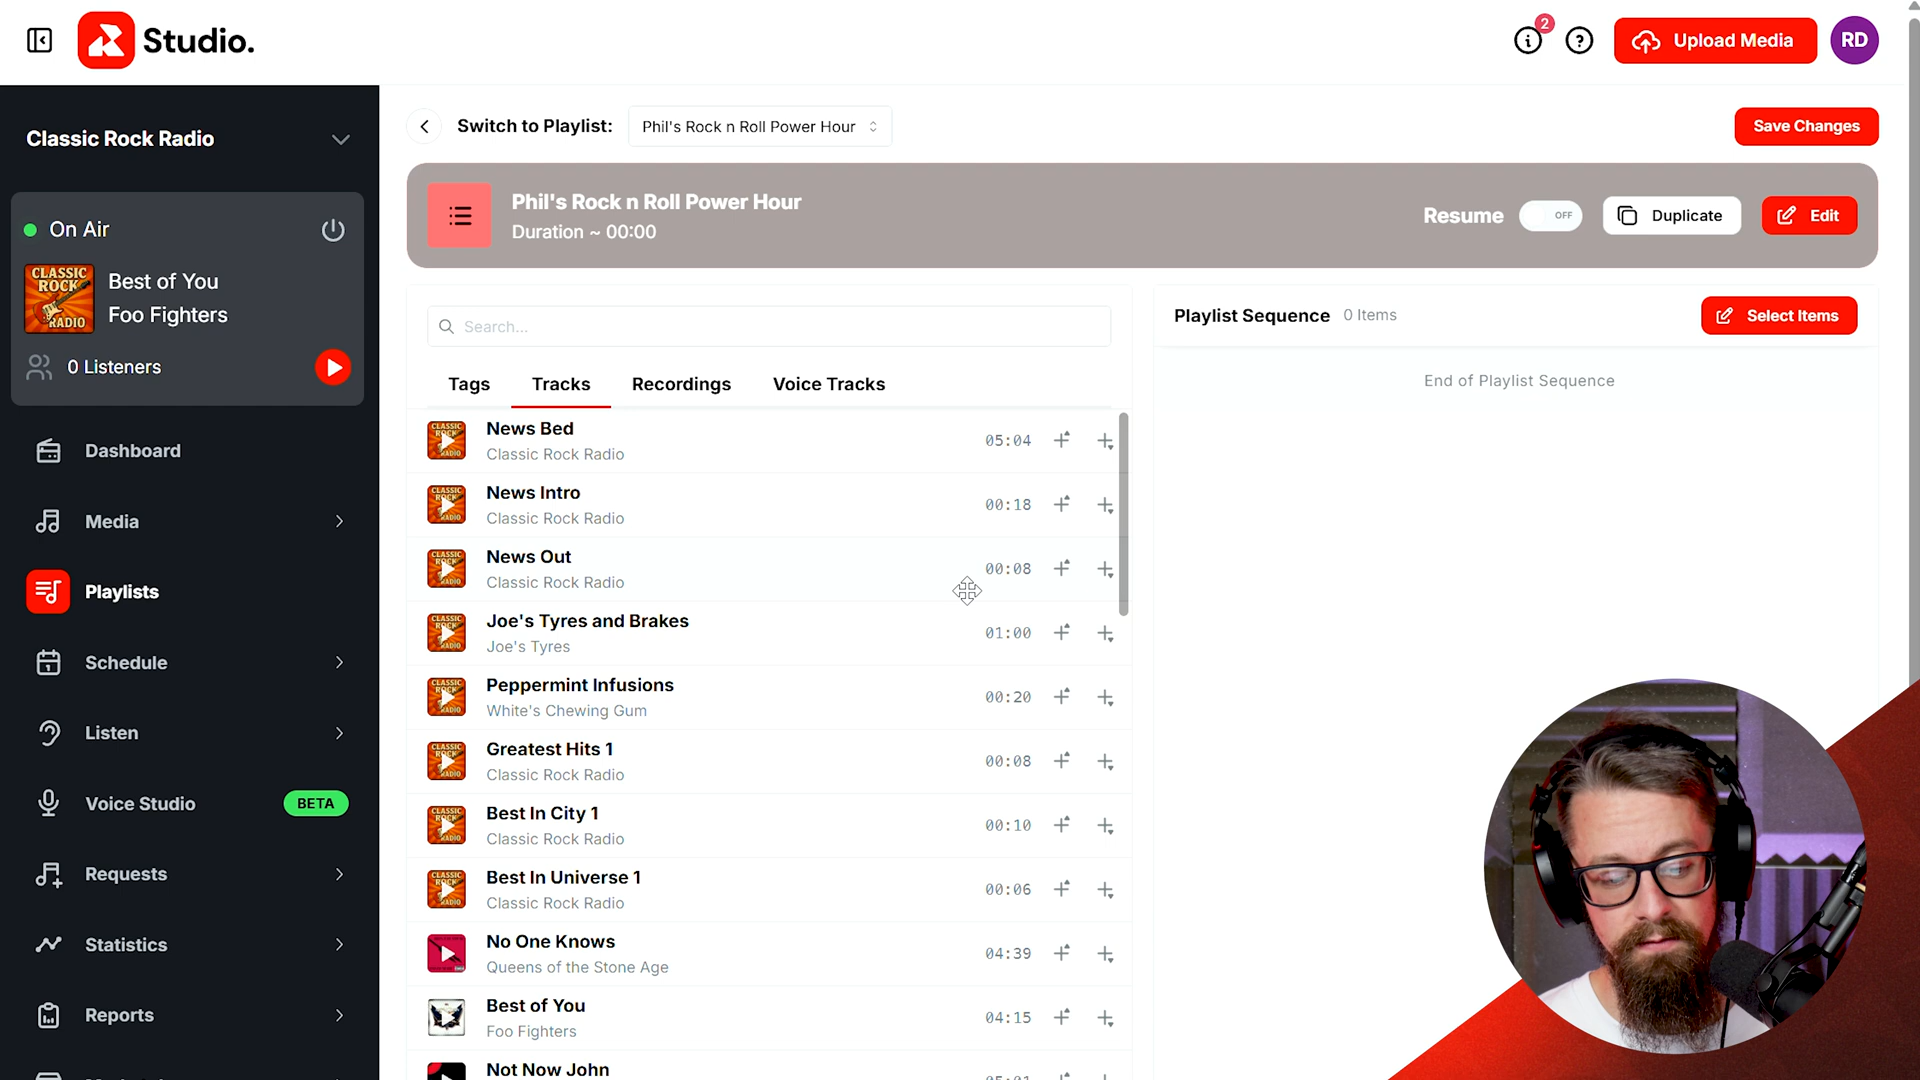 Studio.
2
Upload Media
RD
Classic Rock Radio
On Air
CLASSIC ROCK RADIO
Best of You
Foo Fighters
0 Listeners
Dashboard
Media
Playlists
Schedule
Listen
Voice Studio
BETA
Requests
Statistics
Reports
Switch to Playlist:
Phil's Rock n Roll Power Hour
Save Changes
Phil's Rock n Roll Power Hour
Duration ~ 00:00
Resume
OFF
Duplicate
Edit
Search...
Tags
Tracks
Recordings
Voice Tracks
News Bed
Classic Rock Radio
05:04
News Intro
Classic Rock Radio
00:18
News Out
Classic Rock Radio
00:08
Joe's Tyres and Brakes
Joe's Tyres
01:00
Peppermint Infusions
White's Chewing Gum
00:20
Greatest Hits 1
Classic Rock Radio
00:08
Best In City 1
Classic Rock Radio
00:10
Best In Universe 1
Classic Rock Radio
00:06
No One Knows
Queens of the Stone Age
04:39
Best of You
Foo Fighters
04:15
Not Now John
Playlist Sequence
0 Items
Select Items
End of Playlist Sequence